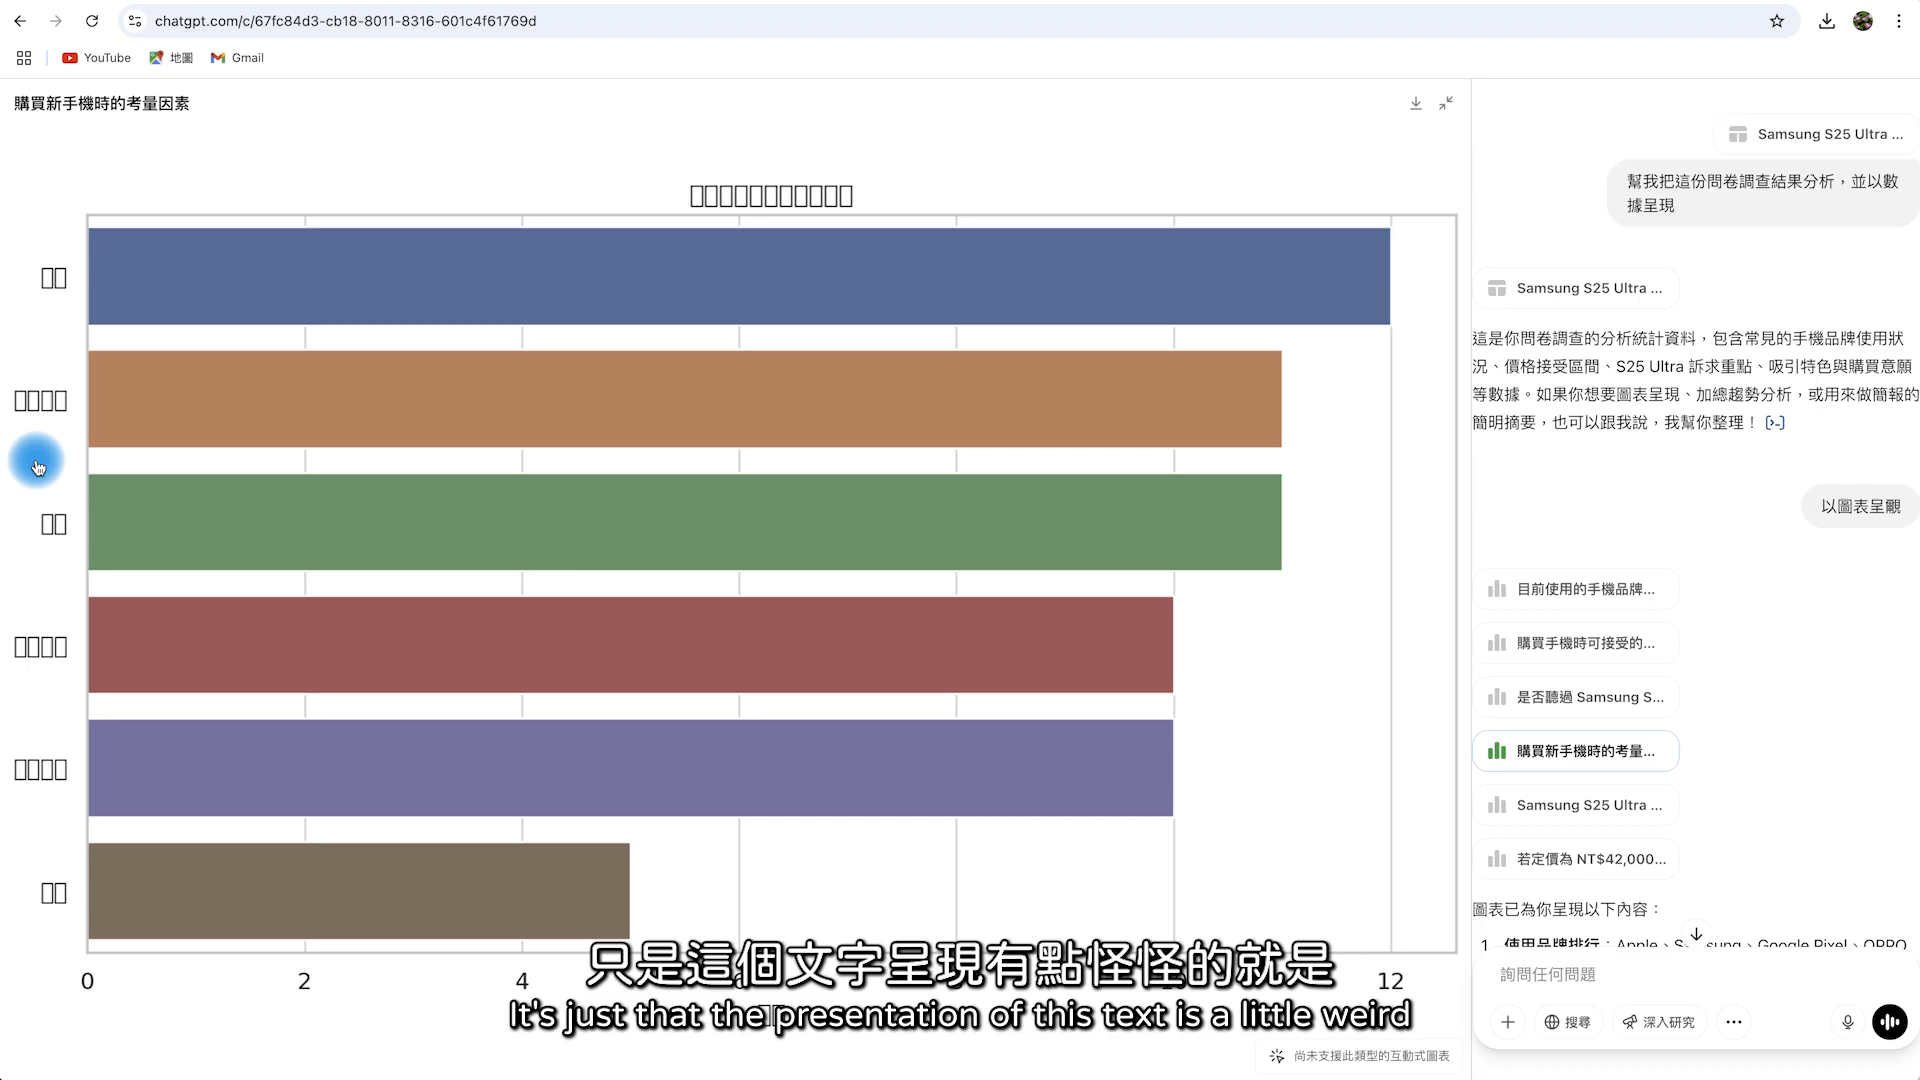 chatgpt.com/c/67fc84d3-cb18-8011-8316-601c4f61769d
YouTube
地圖
Gmail
購買新手機時的考量因素
0
2
4
12
只是這個文字呈現有點怪怪的就是
It's just that the presentation of this text is a little weird
尚未支援此類型的互動式圖表
Samsung S25 Ultra ...
幫我把這份問卷調查結果分析，並以數
據呈現
Samsung S25 Ultra ...
這是你問卷調查的分析統計資料，包含常見的手機品牌使用狀
況、價格接受區間、S25 Ultra 訴求重點、吸引特色與購買意願
等數據。如果你想要圖表呈現、加總趨勢分析，或用來做簡報的
簡明摘要，也可以跟我說，我幫你整理！
以圖表呈覼
目前使用的手機品牌...
購買手機時可接受的...
是否聽過 Samsung S...
購買新手機時的考量...
Samsung S25 Ultra ...
若定價為 NT$42,000...
圖表已為你呈現以下內容：
1 使用品牌排行：Apple、Samsung、Google Pixel、OPPO
詢問任何問題
搜尋
深入研究